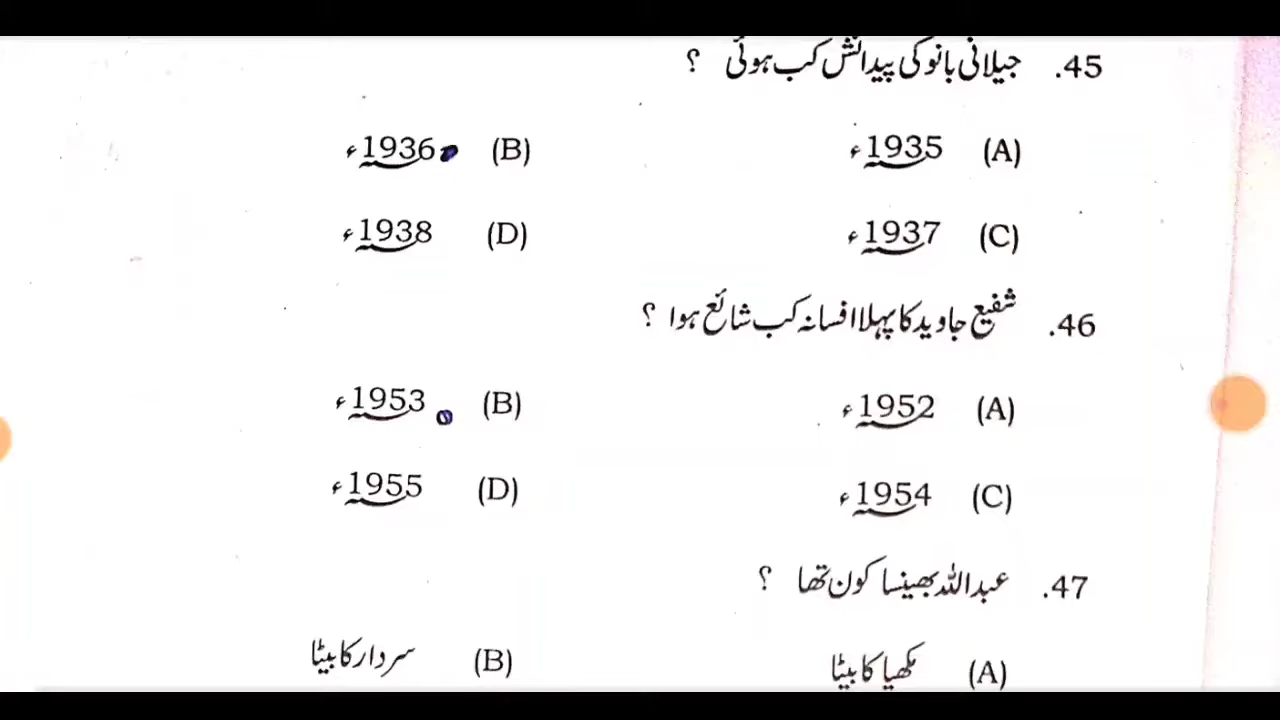 45. جیلانی بانو کی پیدائش کب ہوئی ؟
(A) 1935ء (B) 1936ء
(C) 1937ء (D) 1938ء
46. شفیع جاوید کا پہلا افسانہ کب شائع ہوا ؟
(A) 1952ء (B) 1953ء
(C) 1954ء (D) 1955ء
47. عبداللہ بھینسا کون تھا ؟
(A) مکھیا کا بیٹا (B) سردار کا بیٹا